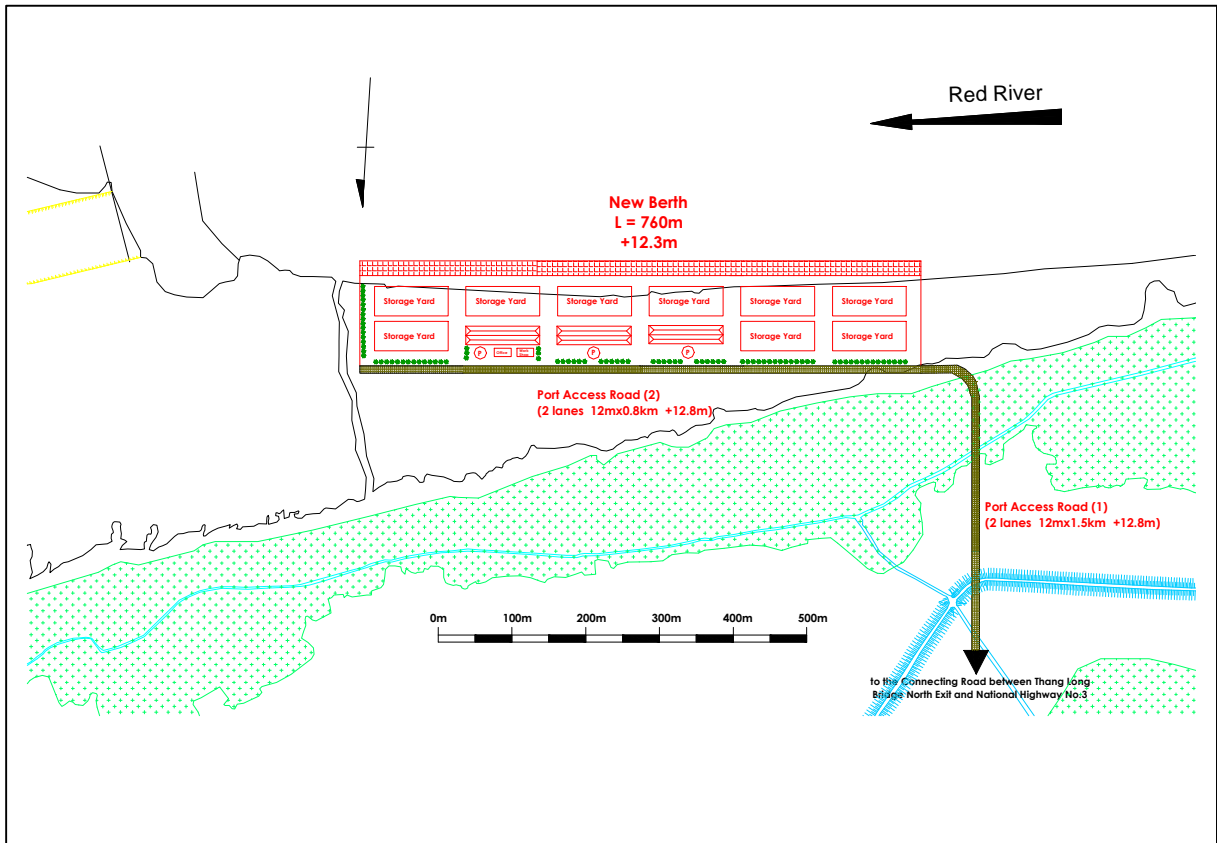 Red River
New Berth
L = 760m
+12.3m
Storage Yard
Storage Yard
Storage Yard
Storage Yard
Storage Yard
Storage Yard
Storage Yard
Storage Yard
Storage Yard
P
Office
Work Shop
P
P
Port Access Road (2)
(2 lanes 12mx0.8km +12.8m)
Port Access Road (1)
(2 lanes 12mx1.5km +12.8m)
0m
100m
200m
300m
400m
500m
to the Connecting Road between Thang Long
Bridge North Exit and National Highway No.3